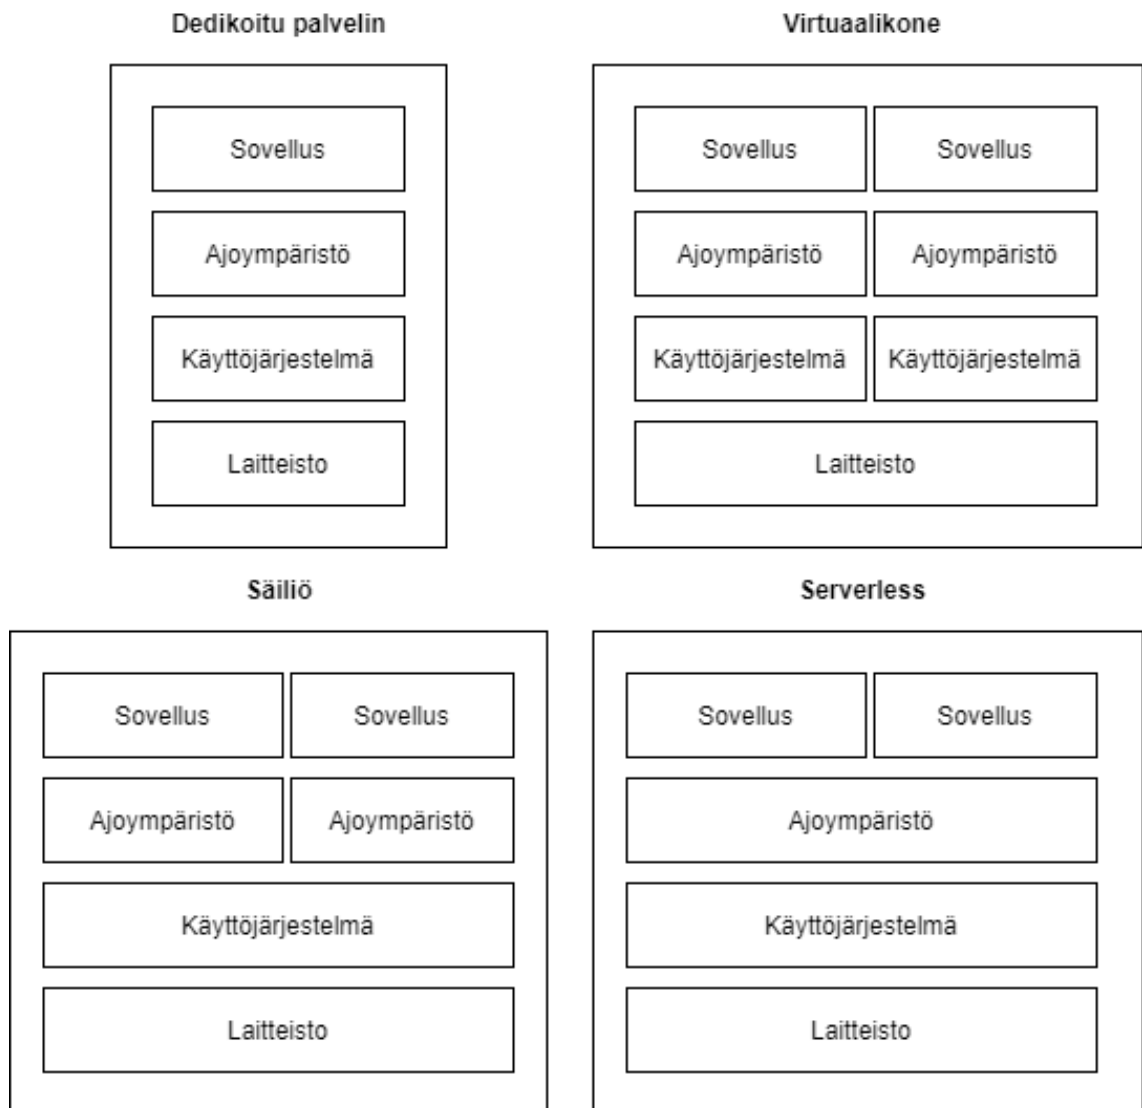 Dedikoitu palvelin
Sovellus
Ajoympäristö
Käyttöjärjestelmä
Laitteisto
Virtuaalikone
Sovellus Sovellus
Ajoympäristö Ajoympäristö
Käyttöjärjestelmä Käyttöjärjestelmä
Laitteisto
Säiliö
Sovellus Sovellus
Ajoympäristö Ajoympäristö
Käyttöjärjestelmä
Laitteisto
Serverless
Sovellus Sovellus
Ajoympäristö
Käyttöjärjestelmä
Laitteisto